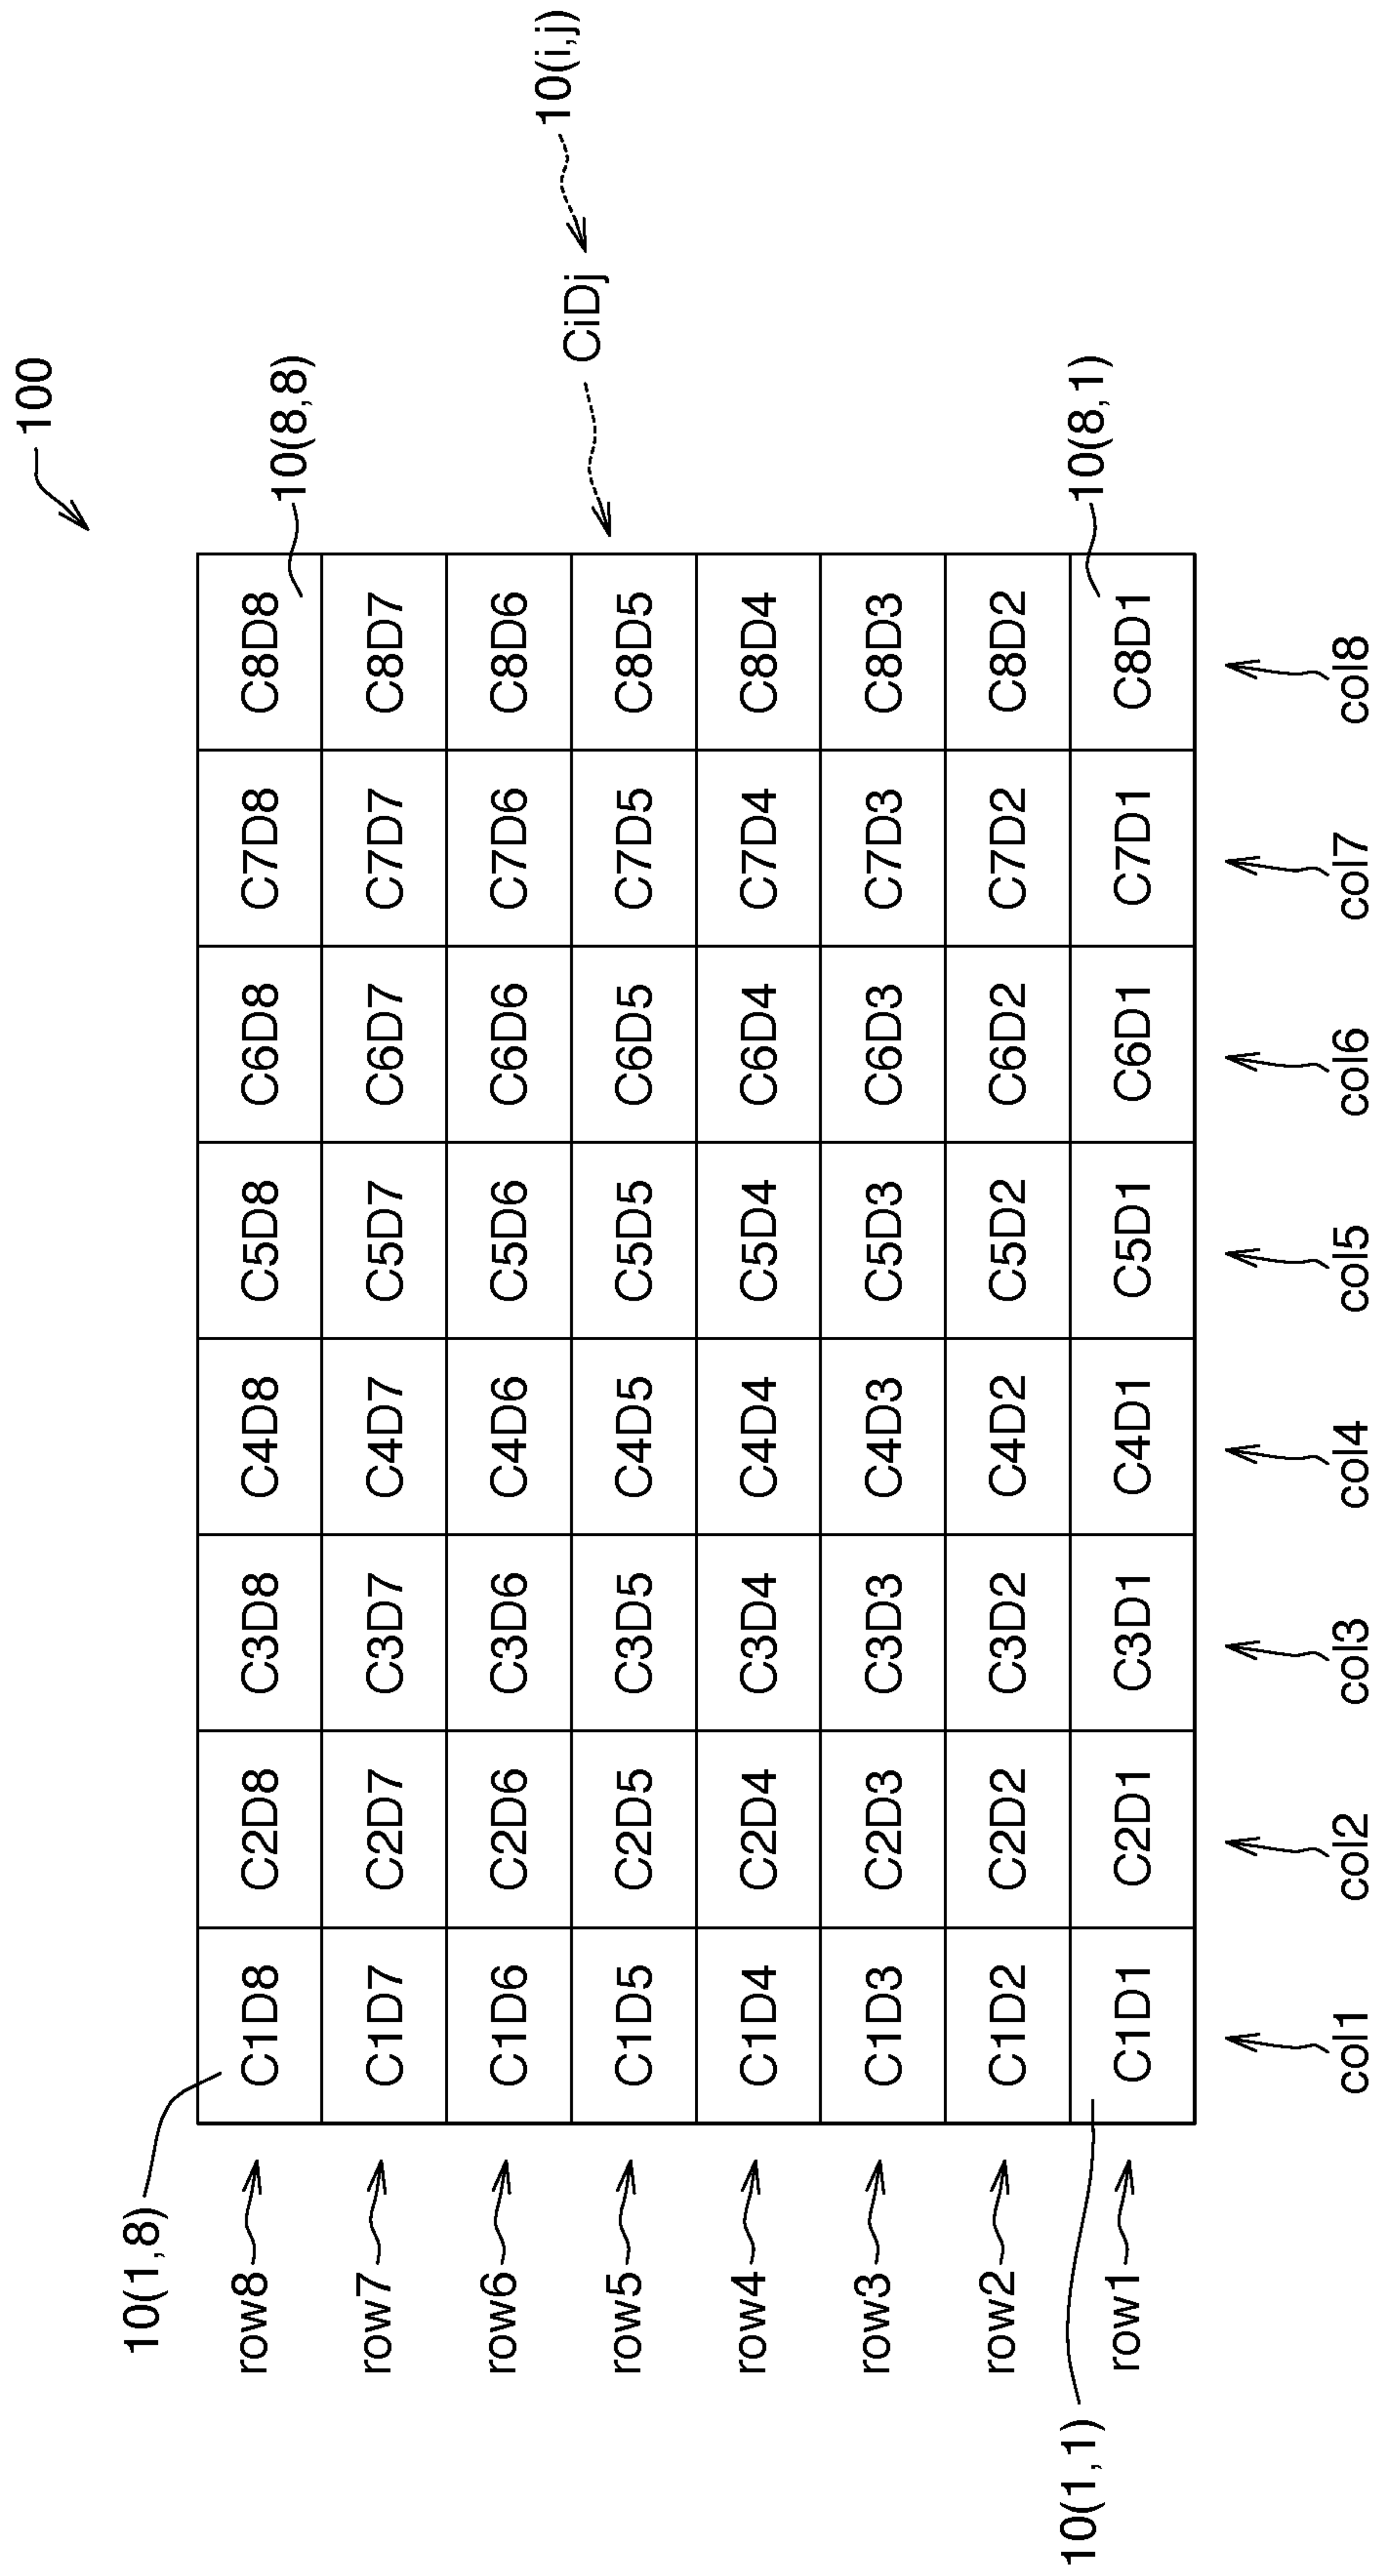 100
10(1,8)
row8 C1D8 C2D8 C3D8 C4D8 C5D8 C6D8 C7D8 C8D8 10(8,8)
row7 C1D7 C2D7 C3D7 C4D7 C5D7 C6D7 C7D7 C8D7
row6 C1D6 C2D6 C3D6 C4D6 C5D6 C6D6 C7D6 C8D6
row5 C1D5 C2D5 C3D5 C4D5 C5D5 C6D5 C7D5 C8D5 CiDj 10(i,j)
row4 C1D4 C2D4 C3D4 C4D4 C5D4 C6D4 C7D4 C8D4
row3 C1D3 C2D3 C3D3 C4D3 C5D3 C6D3 C7D3 C8D3
row2 C1D2 C2D2 C3D2 C4D2 C5D2 C6D2 C7D2 C8D2
10(1,1) row1 C1D1 C2D1 C3D1 C4D1 C5D1 C6D1 C7D1 C8D1 10(8,1)
col1 col2 col3 col4 col5 col6 col7 col8